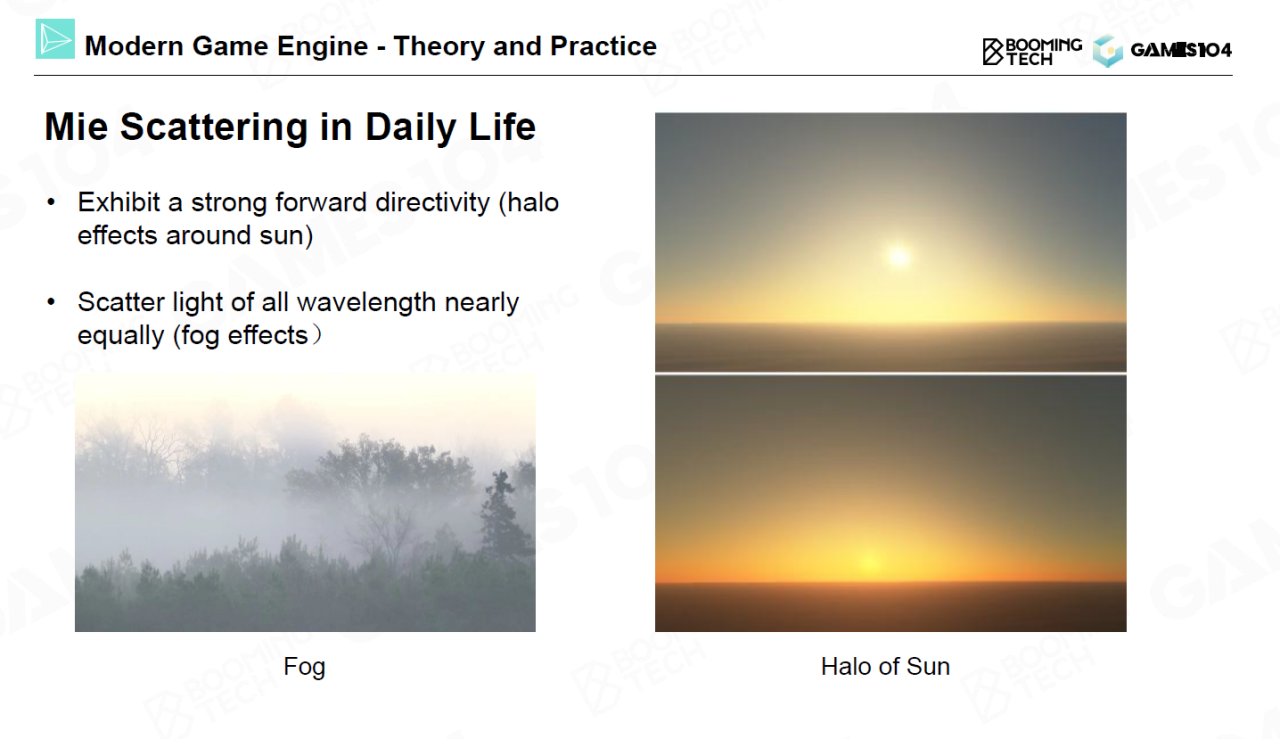 Modern Game Engine - Theory and Practice
BOOMING
TECH
GAMES104
Mie Scattering in Daily Life
• Exhibit a strong forward directivity (halo
effects around sun)
• Scatter light of all wavelength nearly
equally (fog effects）
Fog
Halo of Sun